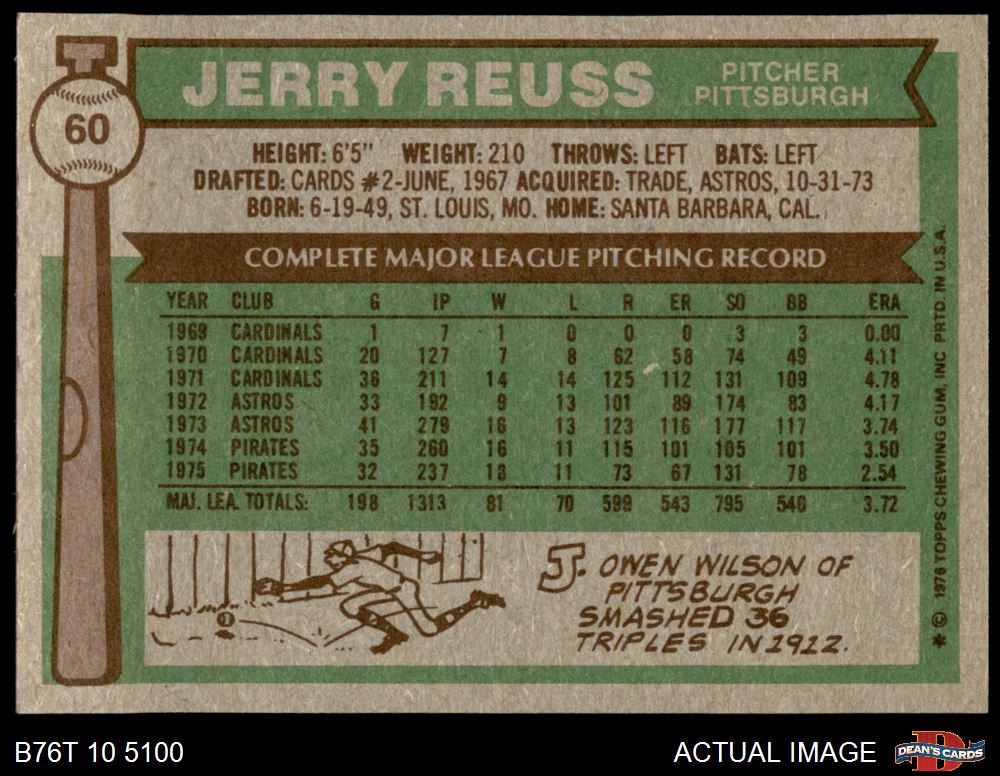 JERRY REUSS
PITCHER
PITTSBURGH
60
HEIGHT: 6'5" WEIGHT: 210 THROWS: LEFT BATS: LEFT
DRAFTED: CARDS #2-JUNE, 1967 ACQUIRED: TRADE, ASTROS, 10-31-73
BORN: 6-19-49, ST. LOUIS, MO. HOME: SANTA BARBARA, CAL.
COMPLETE MAJOR LEAGUE PITCHING RECORD
YEAR CLUB G IP W L R ER SO BB ERA
1969 CARDINALS 1 7 1 0 0 0 3 3 0.00
1970 CARDINALS 20 127 7 8 62 58 74 49 4.11
1971 CARDINALS 36 211 14 14 125 112 131 109 4.78
1972 ASTROS 33 192 9 13 101 89 174 83 4.17
1973 ASTROS 41 279 16 13 123 116 177 117 3.74
1974 PIRATES 35 260 16 11 115 101 105 101 3.50
1975 PIRATES 32 237 18 11 73 67 131 78 2.54
MAJ. LEA. TOTALS: 198 1313 81 70 599 543 795 540 3.72
J. OWEN WILSON OF
PITTSBURGH
SMASHED 36
TRIPLES IN 1912.
* © 1976 TOPPS CHEWING GUM, INC PRTD. IN U.S.A.
B76T 10 5100
ACTUAL IMAGE
DEAN'S CARDS